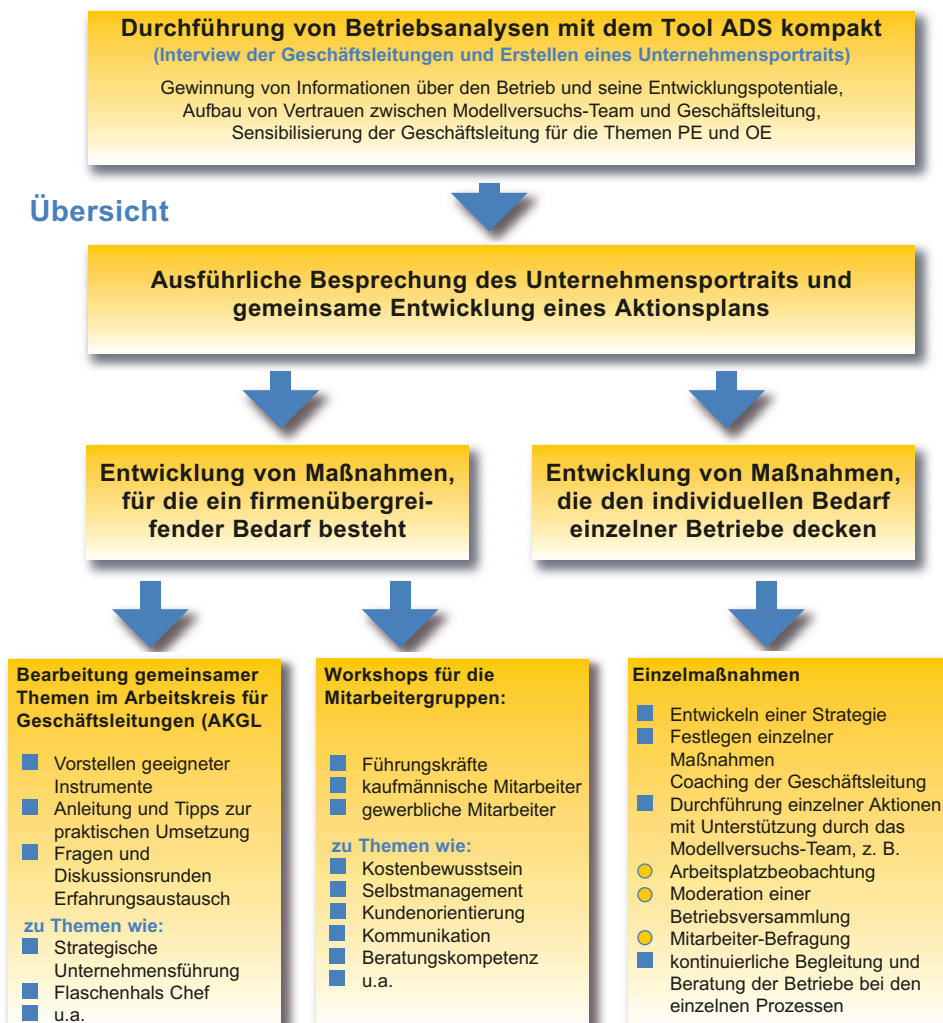 Durchführung von Betriebsanalysen mit dem Tool ADS kompakt
(Interview der Geschäftsleitungen und Erstellen eines Unternehmensportraits)
Gewinnung von Informationen über den Betrieb und seine Entwicklungspotentiale,
Aufbau von Vertrauen zwischen Modellversuchs-Team und Geschäftsleitung,
Sensibilisierung der Geschäftsleitung für die Themen PE und OE
Übersicht
Ausführliche Besprechung des Unternehmensportraits und
gemeinsame Entwicklung eines Aktionsplans
Entwicklung von Maßnahmen,
für die ein firmenübergrei-
fender Bedarf besteht
Entwicklung von Maßnahmen,
die den individuellen Bedarf
einzelner Betriebe decken
Bearbeitung gemeinsamer
Themen im Arbeitskreis für
Geschäftsleitungen (AKGL
Vorstellen geeigneter
Instrumente
Anleitung und Tipps zur
praktischen Umsetzung
Fragen und
Diskussionsrunden
Erfahrungsaustausch
zu Themen wie:
Strategische
Unternehmensführung
Flaschenhals Chef
u.a.
Workshops für die
Mitarbeitergruppen:
Führungskräfte
kaufmännische Mitarbeiter
gewerbliche Mitarbeiter
zu Themen wie:
Kostenbewusstsein
Selbstmanagement
Kundenorientierung
Kommunikation
Beratungskompetenz
u.a.
Einzelmaßnahmen
Entwickeln einer Strategie
Festlegen einzelner
Maßnahmen
Coaching der Geschäftsleitung
Durchführung einzelner Aktionen
mit Unterstützung durch das
Modellversuchs-Team, z. B.
Arbeitsplatzbeobachtung
Moderation einer
Betriebsversammlung
Mitarbeiter-Befragung
kontinuierliche Begleitung und
Beratung der Betriebe bei den
einzelnen Prozessen